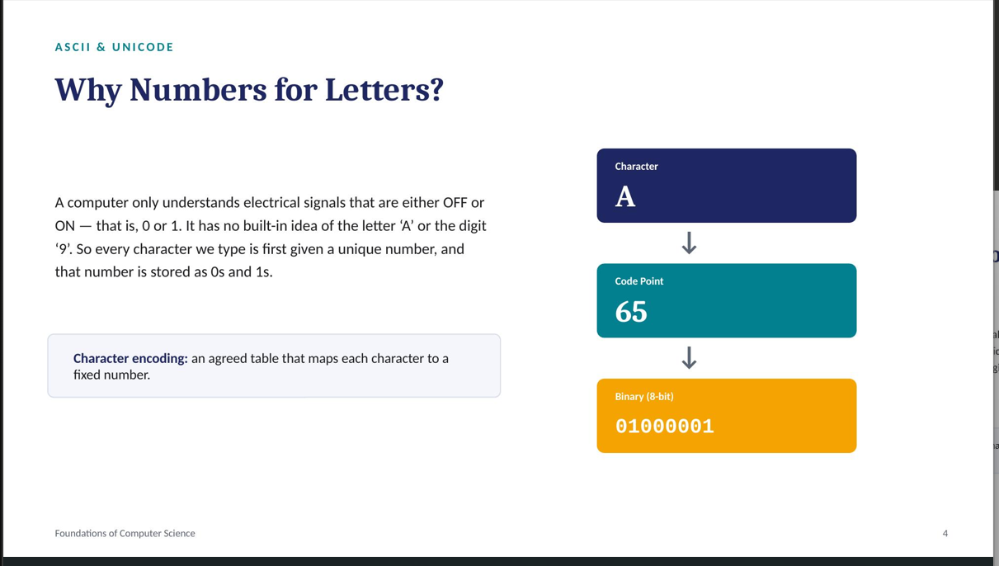 ASCII & UNICODE
Why Numbers for Letters?
A computer only understands electrical signals that are either OFF or
ON — that is, 0 or 1. It has no built-in idea of the letter ‘A’ or the digit
‘9’. So every character we type is first given a unique number, and
that number is stored as 0s and 1s.
Character encoding: an agreed table that maps each character to a
fixed number.
Character
A
↓
Code Point
65
↓
Binary (8-bit)
01000001
Foundations of Computer Science
4